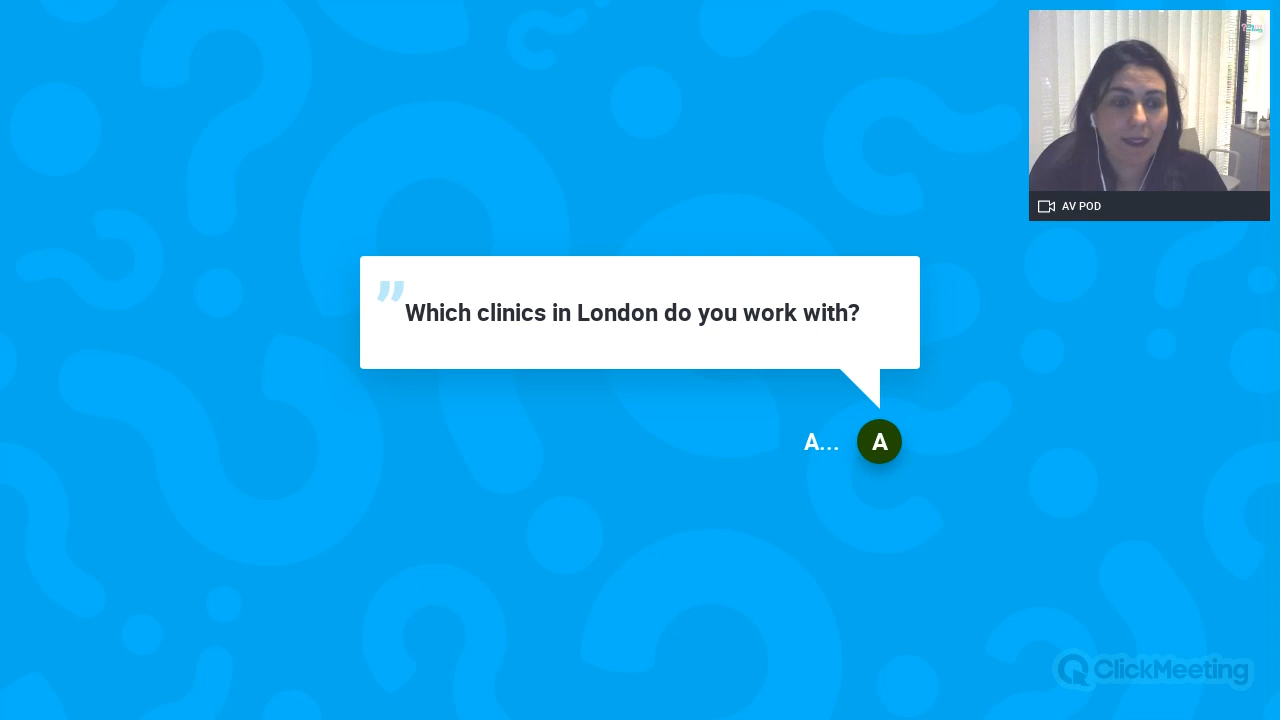 AV POD
”
Which clinics in London do you work with?
A... A
ClickMeeting